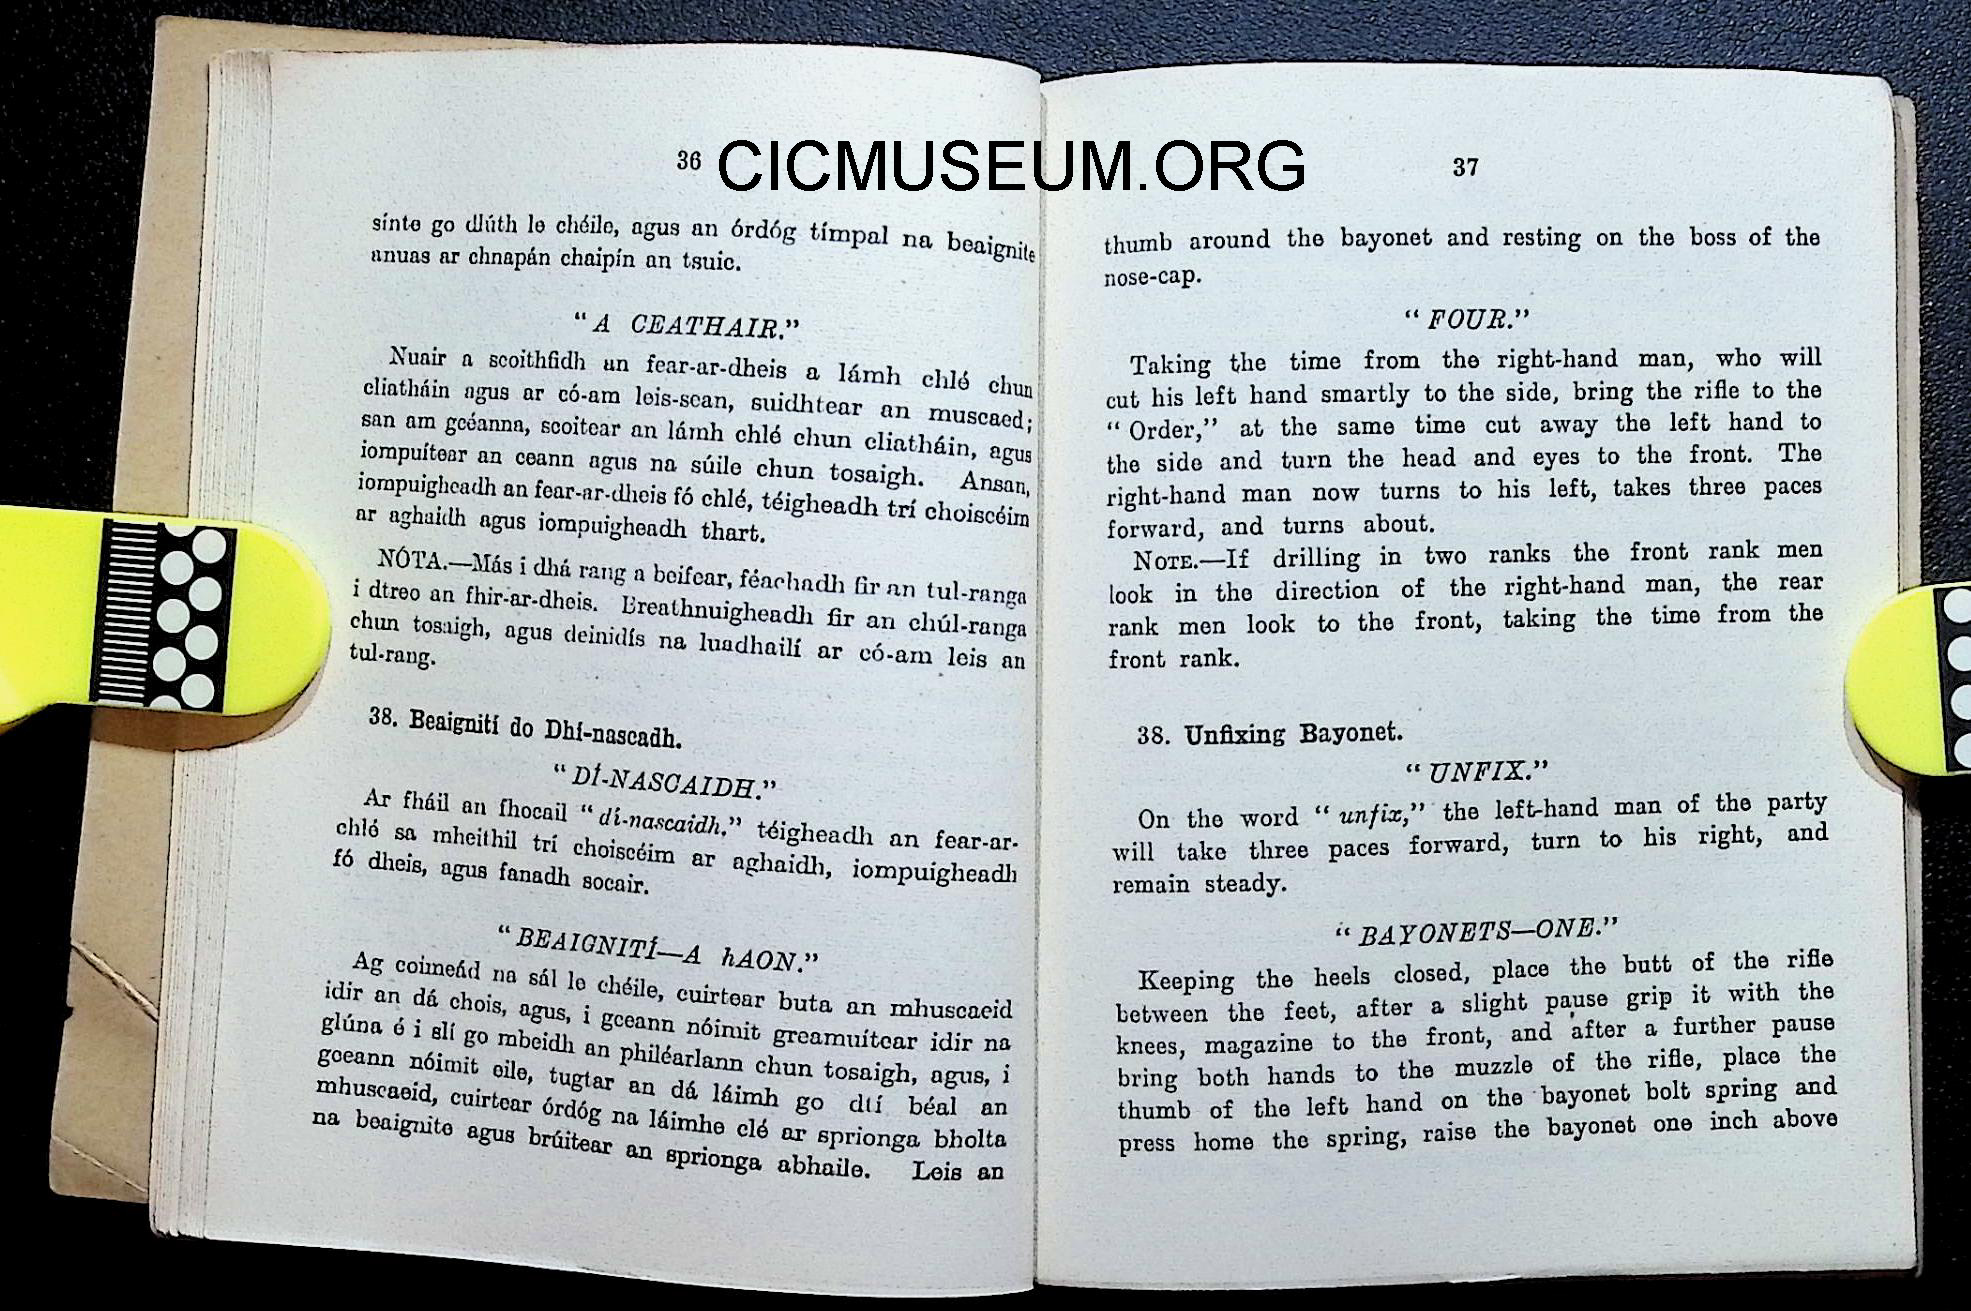 CICMUSEUM.ORG
36
sínte go dlúth le chéile, agus an órdóg tímpal na beaignite
anuas ar chnapán chaipín an tsuic.
“A CEATHAIR.”
Nuair a scoithfidh an fear-ar-dheis a lámh chlé chun
cliatháin agus ar có-am leis-sean, suidhtear an muscaed;
san am gcéanna, scoitear an lámh chlé chun cliatháin, agus
iompuítear an ceann agus na súile chun tosaigh. Ansan,
iompuigheadh an fear-ar-dheis fó chlé, téigheadh trí choiscéim
ar aghaidh agus iompuigheadh thart.
NÓTA.—Más i dhá rang a beifear, féachadh fir an tul-ranga
i dtreo an fhir-ar-dheis. Breathnuigheadh fir an chúl-ranga
chun tosaigh, agus deinidís na luadhailí ar có-am leis an
tul-rang.
38. Beaignití do Dhí-nascadh.
“DÍ-NASCAIDH.”
Ar fháil an fhocail “dí-nascaidh,” téigheadh an fear-ar-
chlé sa mheithil trí choiscéim ar aghaidh, iompuigheadh
fó dheis, agus fanadh socair.
“BEAIGNITÍ—A hAON.”
Ag coimeád na sál le chéile, cuirtear buta an mhuscaeid
idir an dá chois, agus, i gceann nóimit greamuítear idir na
glúna é i slí go mbeidh an philéarlann chun tosaigh, agus, i
gceann nóimit eile, tugtar an dá láimh go dtí béal an
mhuscaeid, cuirtear órdóg na láimhe clé ar sprionga bholta
na beaignite agus brúitear an sprionga abhaile. Leis an
37
thumb around the bayonet and resting on the boss of the
nose-cap.
“FOUR.”
Taking the time from the right-hand man, who will
cut his left hand smartly to the side, bring the rifle to the
“Order,” at the same time cut away the left hand to
the side and turn the head and eyes to the front. The
right-hand man now turns to his left, takes three paces
forward, and turns about.
NOTE.—If drilling in two ranks the front rank men
look in the direction of the right-hand man, the rear
rank men look to the front, taking the time from the
front rank.
38. Unfixing Bayonet.
“UNFIX.”
On the word “unfix,” the left-hand man of the party
will take three paces forward, turn to his right, and
remain steady.
“BAYONETS—ONE.”
Keeping the heels closed, place the butt of the rifle
between the feet, after a slight pause grip it with the
knees, magazine to the front, and after a further pause
bring both hands to the muzzle of the rifle, place the
thumb of the left hand on the bayonet bolt spring and
press home the spring, raise the bayonet one inch above